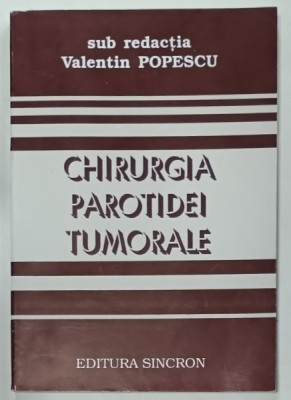 sub redacția
Valentin POPESCU
CHIRURGIA
PAROTIDEI
TUMORALE
EDITURA SINCRON